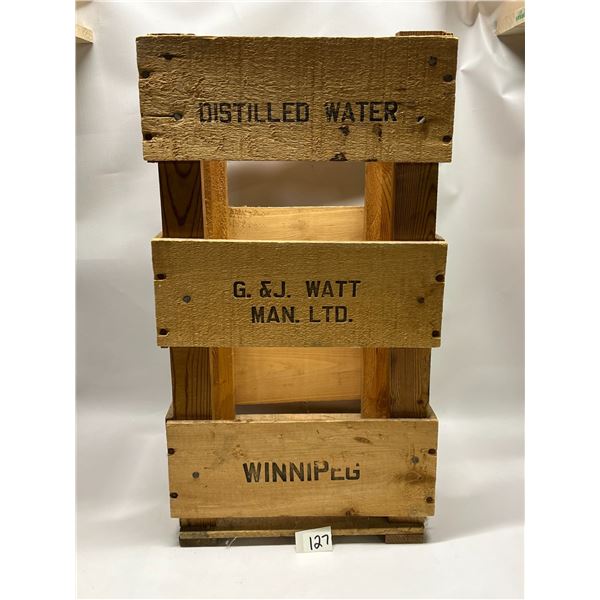 DISTILLED WATER
G. & J. WATT
MAN. LTD.
WINNIPEG
127